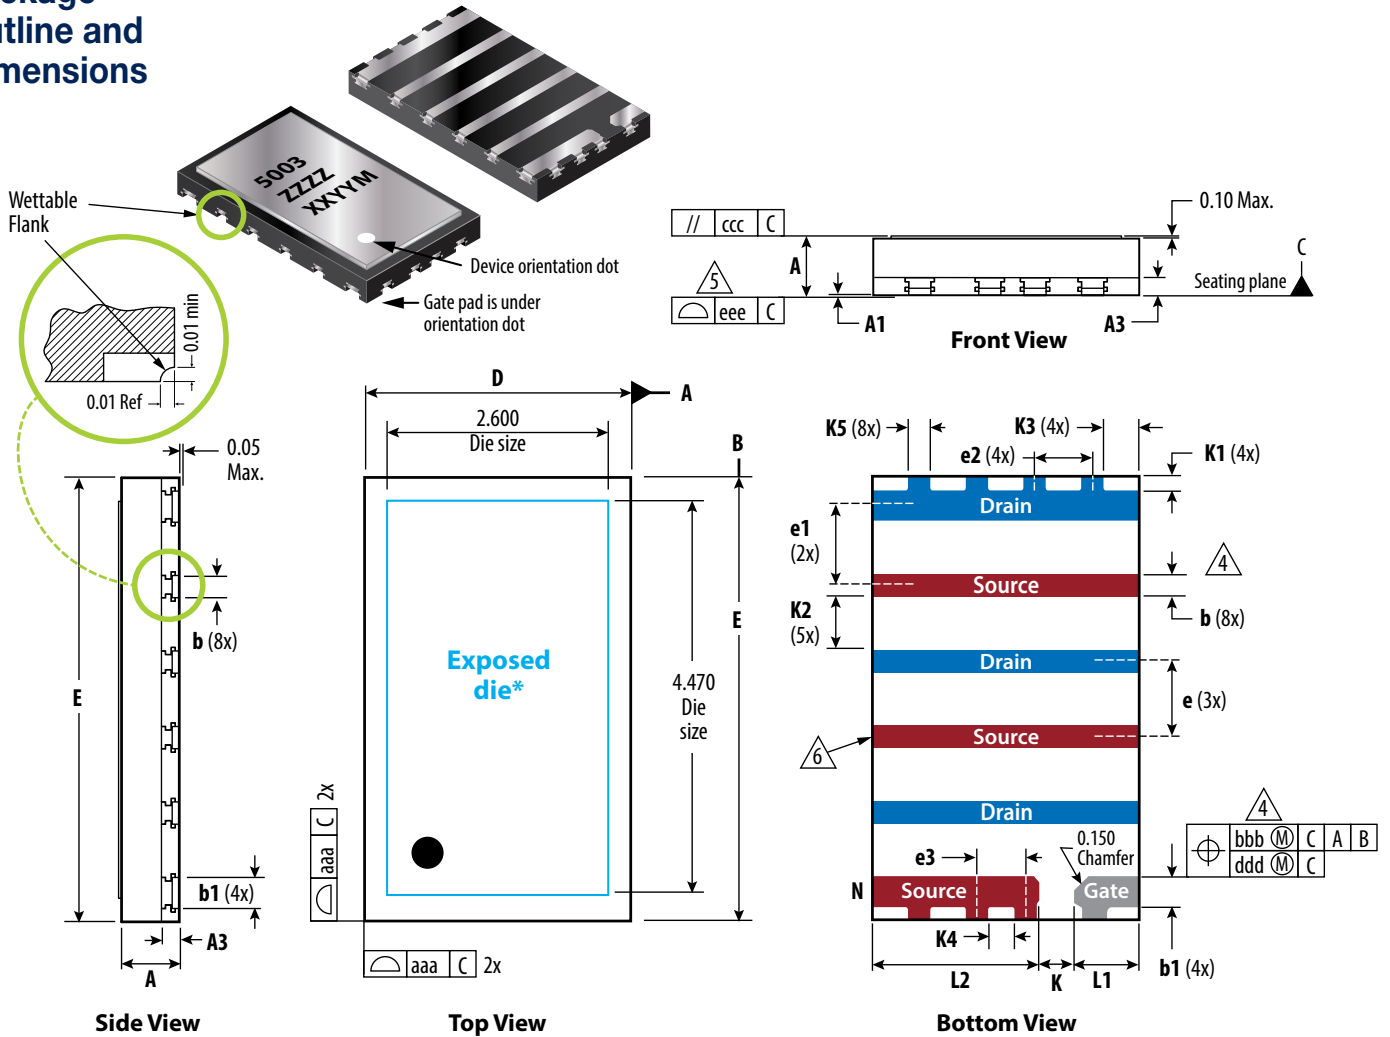 utline and
mensions
5003
ZZZZ
XXYYM
Wettable
Flank
Device orientation dot
Gate pad is under
orientation dot
0.01 min
0.01 Ref
// ccc C
5
eee C
A
A1
0.10 Max.
C
Seating plane
A3
Front View
0.05
Max.
E
b (8x)
b1 (4x)
A3
A
Side View
D
A
2.600
Die size
B
E
Exposed
die*
4.470
Die
size
aaa C 2x
aaa C 2x
Top View
K5 (8x)
K3 (4x)
e2 (4x)
K1 (4x)
Drain
e1
(2x)
4
Source
K2
(5x)
b (8x)
Drain
e (3x)
Source
6
Drain
4
bbb Ⓜ C A B
ddd Ⓜ C
0.150
Chamfer
e3
N
Source
Gate
K4
b1 (4x)
L2
K
L1
Bottom View